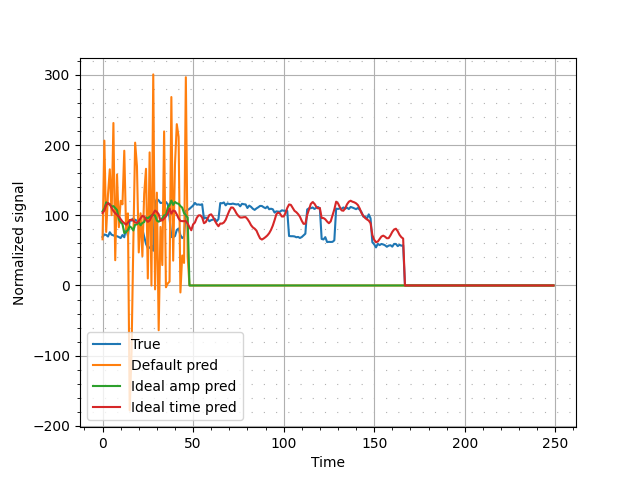 300
200
100
0
−100
−200
Normalized signal
True
Default pred
Ideal amp pred
Ideal time pred
0 50 100 150 200 250
Time